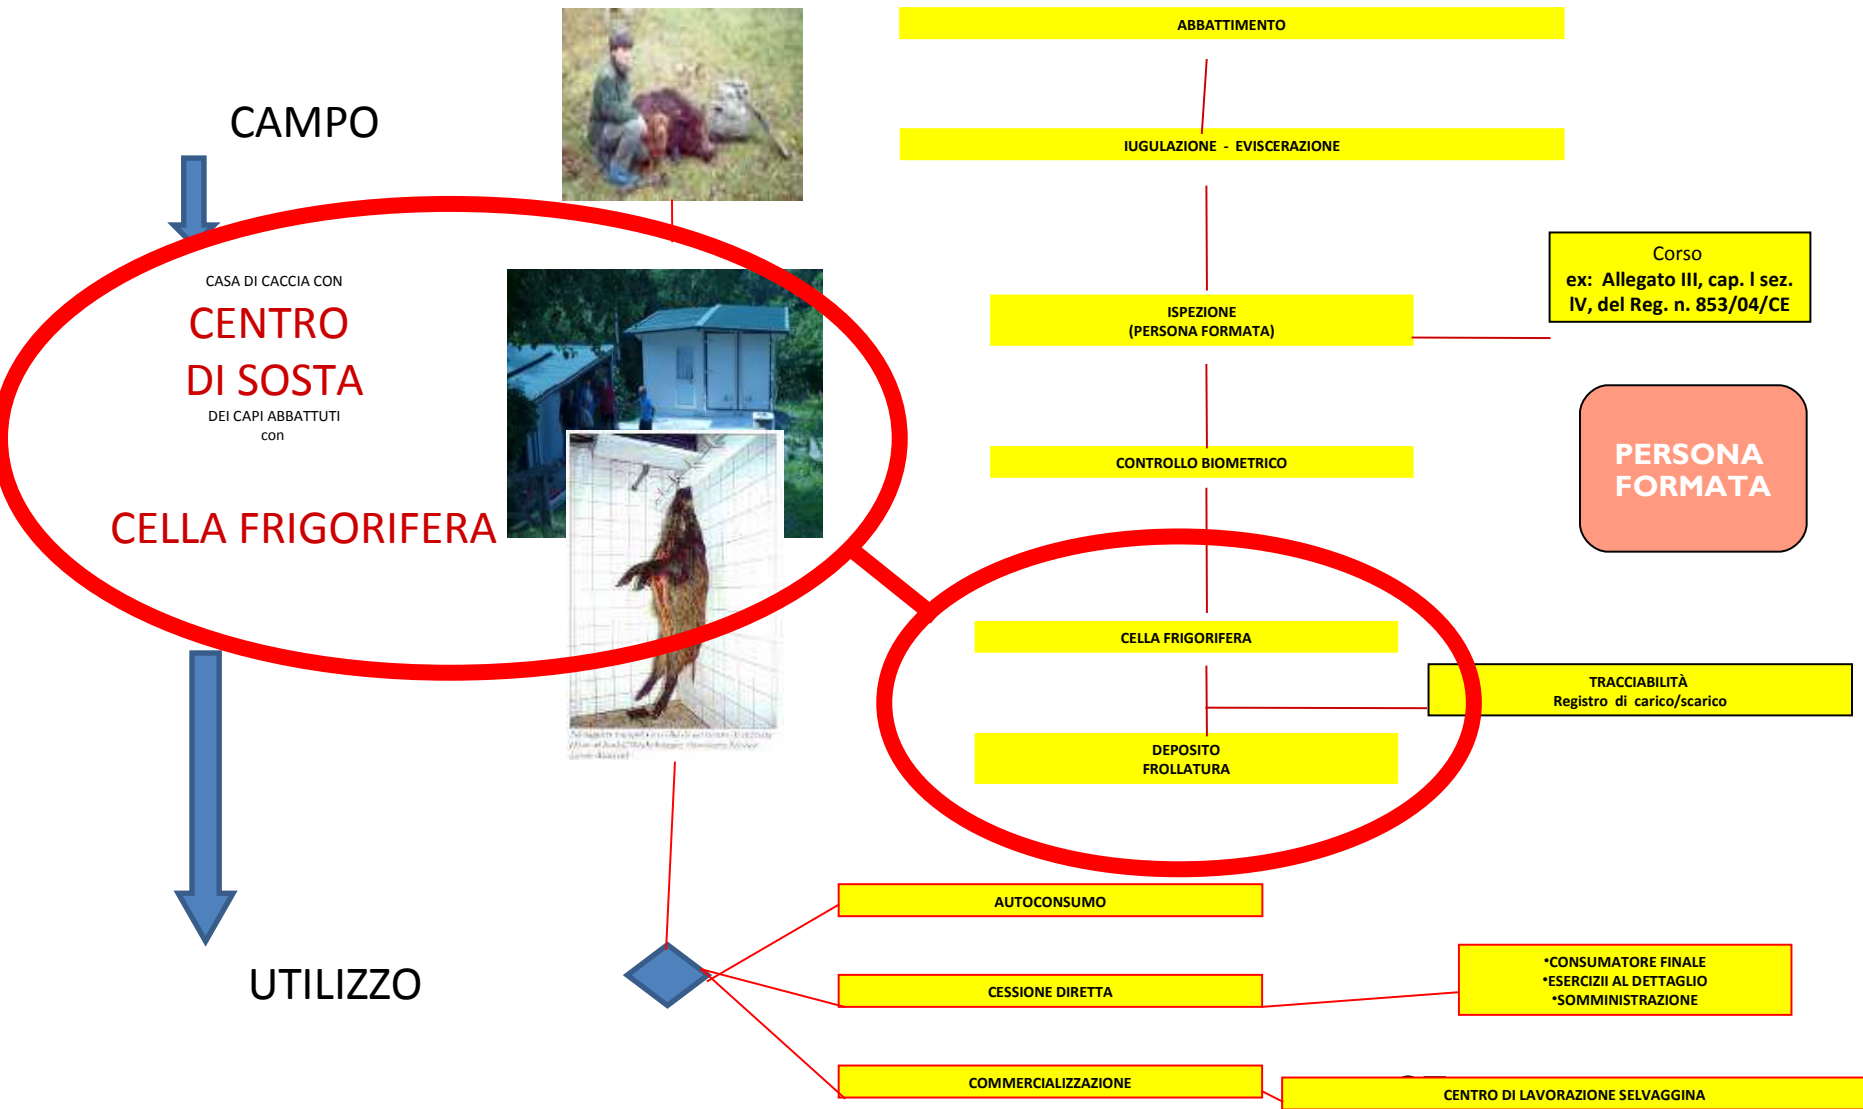 CAMPO
CASA DI CACCIA CON
CENTRO
DI SOSTA
DEI CAPI ABBATTUTI
con
CELLA FRIGORIFERA
UTILIZZO
ABBATTIMENTO
IUGULAZIONE - EVISCERAZIONE
ISPEZIONE
(PERSONA FORMATA)
Corso
ex: Allegato III, cap. l sez.
lV, del Reg. n. 853/04/CE
PERSONA
FORMATA
CONTROLLO BIOMETRICO
CELLA FRIGORIFERA
TRACCIABILITÀ
Registro di carico/scarico
DEPOSITO
FROLLATURA
AUTOCONSUMO
CESSIONE DIRETTA
•CONSUMATORE FINALE
•ESERCIZII AL DETTAGLIO
•SOMMINISTRAZIONE
COMMERCIALIZZAZIONE
CENTRO DI LAVORAZIONE SELVAGGINA